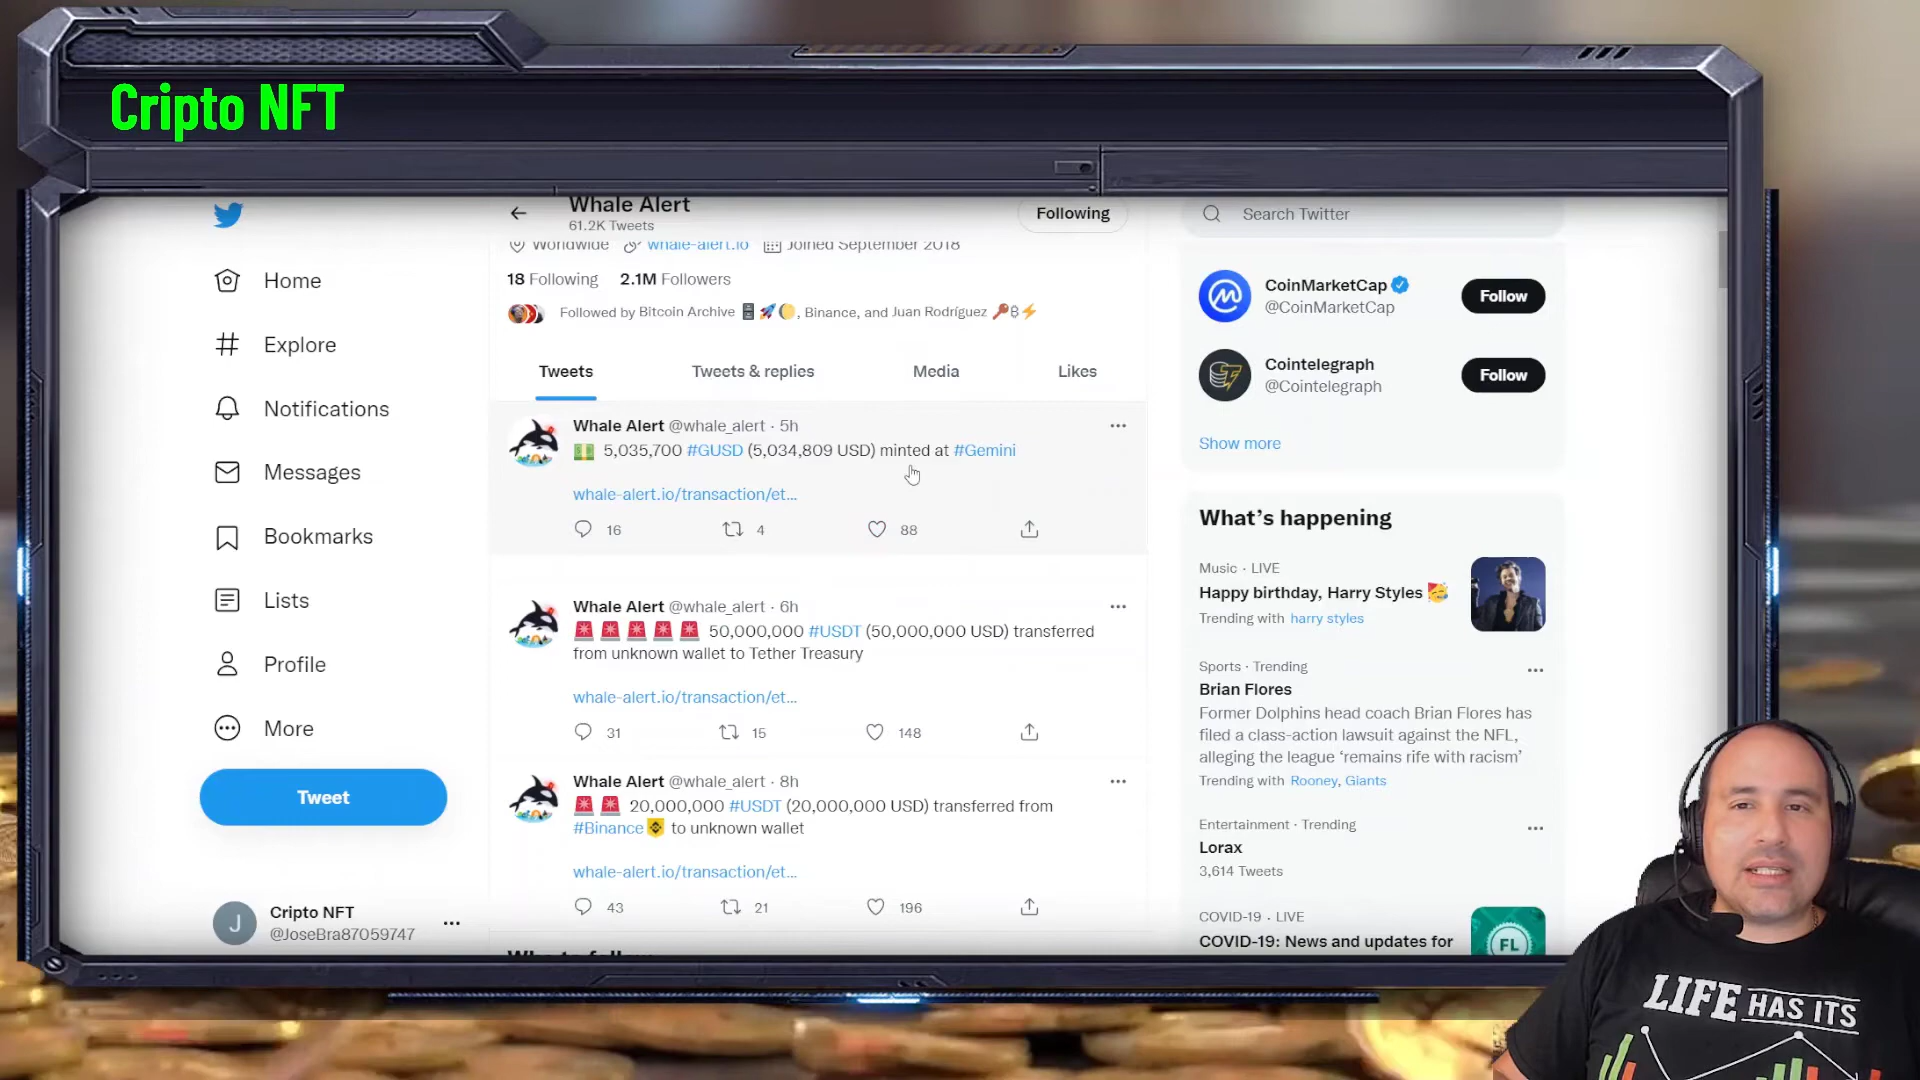 Cripto NFT
Whale Alert
61.2K Tweets
Following
Search Twitter
Worldwide whale-alert.io Joined September 2018
18 Following 2.1M Followers
Followed by Bitcoin Archive 🗄️🚀🌔, Binance, and Juan Rodríguez 🔑₿⚡
Home
Explore
Notifications
Messages
Bookmarks
Lists
Profile
More
Tweet
Cripto NFT
@JoseBra87059747
Tweets
Tweets & replies
Media
Likes
Whale Alert @whale_alert · 5h
💵 5,035,700 #GUSD (5,034,809 USD) minted at #Gemini
whale-alert.io/transaction/et...
16 4 88
Whale Alert @whale_alert · 6h
🚨 🚨 🚨 🚨 🚨 50,000,000 #USDT (50,000,000 USD) transferred
from unknown wallet to Tether Treasury
whale-alert.io/transaction/et...
31 15 148
Whale Alert @whale_alert · 8h
🚨 🚨 20,000,000 #USDT (20,000,000 USD) transferred from
#Binance to unknown wallet
whale-alert.io/transaction/et...
43 21 196
Who to follow
CoinMarketCap
@CoinMarketCap
Follow
Cointelegraph
@Cointelegraph
Follow
Show more
What's happening
Music · LIVE
Happy birthday, Harry Styles 🥳
Trending with harry styles
Sports · Trending
Brian Flores
Former Dolphins head coach Brian Flores has
filed a class-action lawsuit against the NFL,
alleging the league 'remains rife with racism'
Trending with Rooney, Giants
Entertainment · Trending
Lorax
3,614 Tweets
COVID-19 · LIVE
COVID-19: News and updates for
FL
J
LIFE HAS ITS